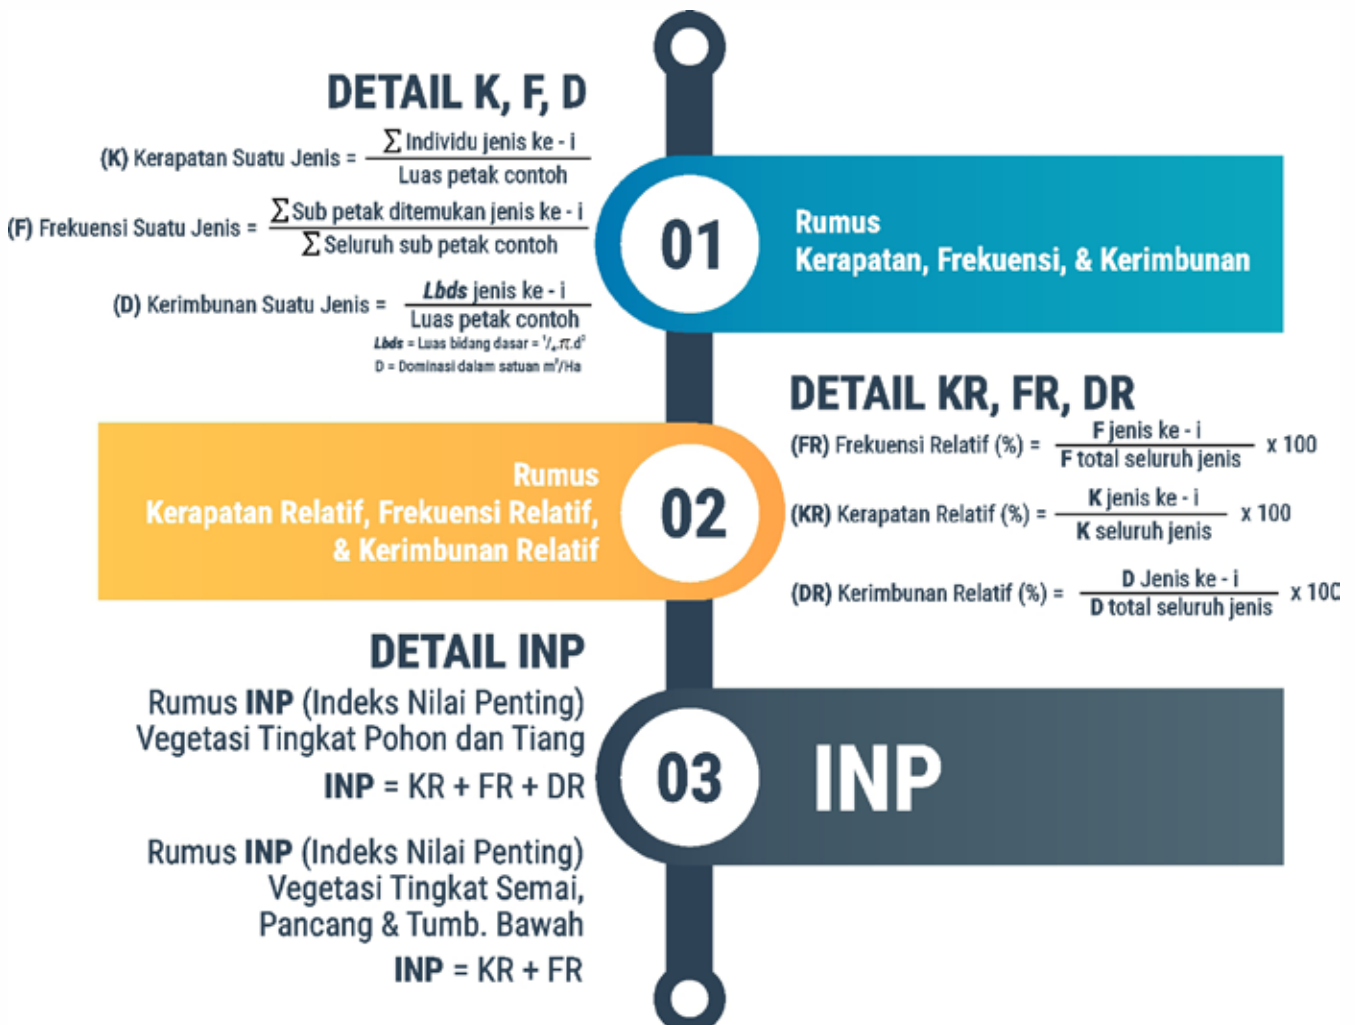 DETAIL K, F, D
(K) Kerapatan Suatu Jenis = ∑ Individu jenis ke - i
Luas petak contoh
(F) Frekuensi Suatu Jenis = ∑ Sub petak ditemukan jenis ke - i
∑ Seluruh sub petak contoh
(D) Kerimbunan Suatu Jenis = Lbds jenis ke - i
Luas petak contoh
Lbds = Luas bidang dasar = ¹/₄.π.d²
D = Dominasi dalam satuan m²/Ha
01
Rumus
Kerapatan, Frekuensi, & Kerimbunan
Rumus
Kerapatan Relatif, Frekuensi Relatif,
& Kerimbunan Relatif
02
DETAIL KR, FR, DR
(FR) Frekuensi Relatif (%) = F jenis ke - i x 100
F total seluruh jenis
(KR) Kerapatan Relatif (%) = K jenis ke - i x 100
K seluruh jenis
(DR) Kerimbunan Relatif (%) = D Jenis ke - i x 100
D total seluruh jenis
DETAIL INP
Rumus INP (Indeks Nilai Penting)
Vegetasi Tingkat Pohon dan Tiang
INP = KR + FR + DR
Rumus INP (Indeks Nilai Penting)
Vegetasi Tingkat Semai,
Pancang & Tumb. Bawah
INP = KR + FR
03
INP